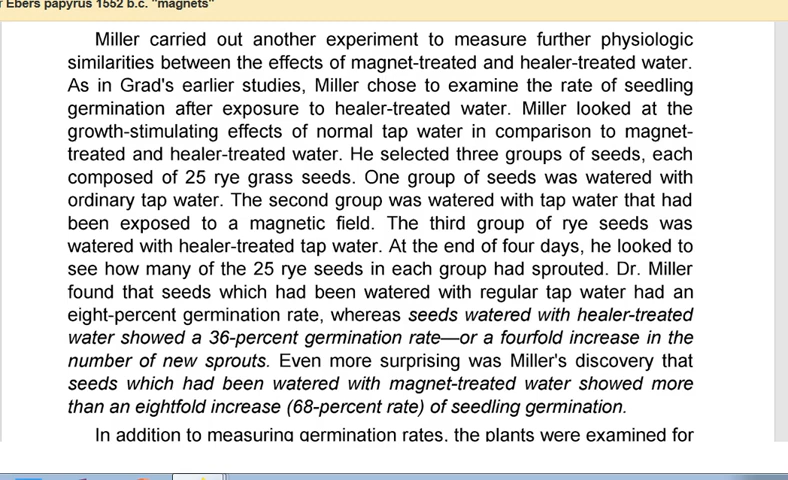 Ebers papyrus 1552 b.c. "magnets"
Miller carried out another experiment to measure further physiologic
similarities between the effects of magnet-treated and healer-treated water.
As in Grad's earlier studies, Miller chose to examine the rate of seedling
germination after exposure to healer-treated water. Miller looked at the
growth-stimulating effects of normal tap water in comparison to magnet-
treated and healer-treated water. He selected three groups of seeds, each
composed of 25 rye grass seeds. One group of seeds was watered with
ordinary tap water. The second group was watered with tap water that had
been exposed to a magnetic field. The third group of rye seeds was
watered with healer-treated tap water. At the end of four days, he looked to
see how many of the 25 rye seeds in each group had sprouted. Dr. Miller
found that seeds which had been watered with regular tap water had an
eight-percent germination rate, whereas seeds watered with healer-treated
water showed a 36-percent germination rate—or a fourfold increase in the
number of new sprouts. Even more surprising was Miller's discovery that
seeds which had been watered with magnet-treated water showed more
than an eightfold increase (68-percent rate) of seedling germination.
In addition to measuring germination rates, the plants were examined for